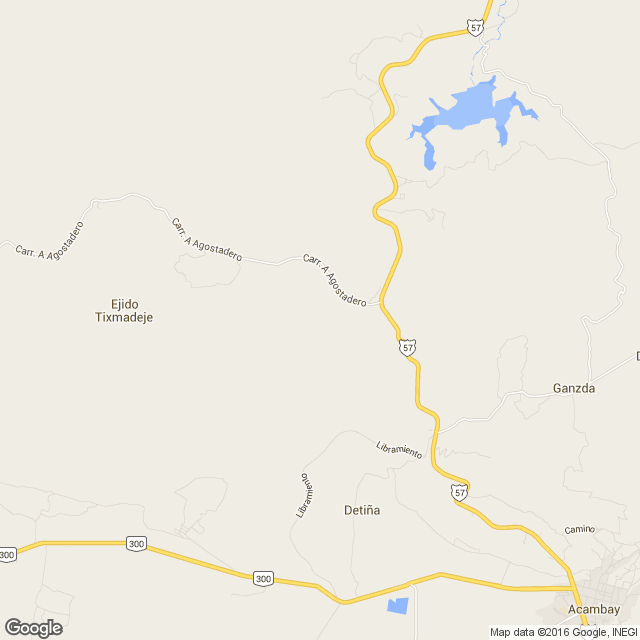 57
Carr. A Agostadero
Carr. A Agostadero
Carr. A Agostadero
Ejido
Tixmadeje
57
D
Ganzda
Libramiento
Libramiento
57
Detiña
Camino
300
300
300
Acambay
Google
Map data ©2016 Google, INEGI